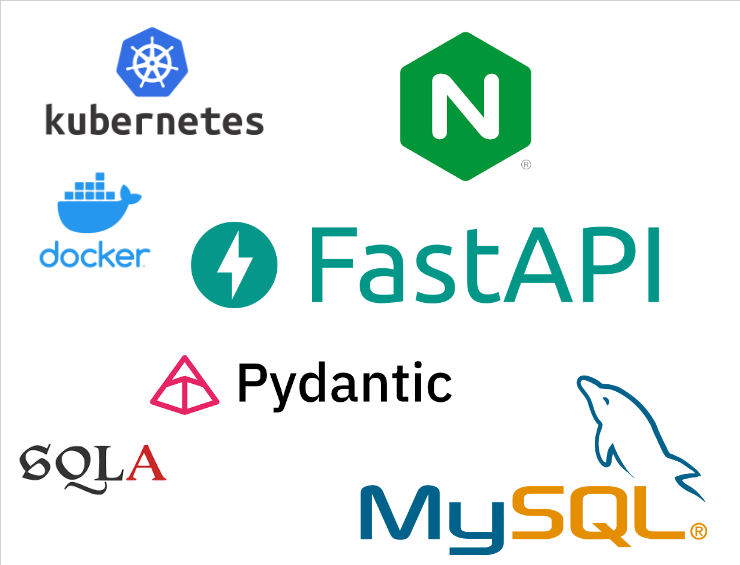 kubernetes
N
®
docker
FastAPI
Pydantic
SQLA
MySQL®